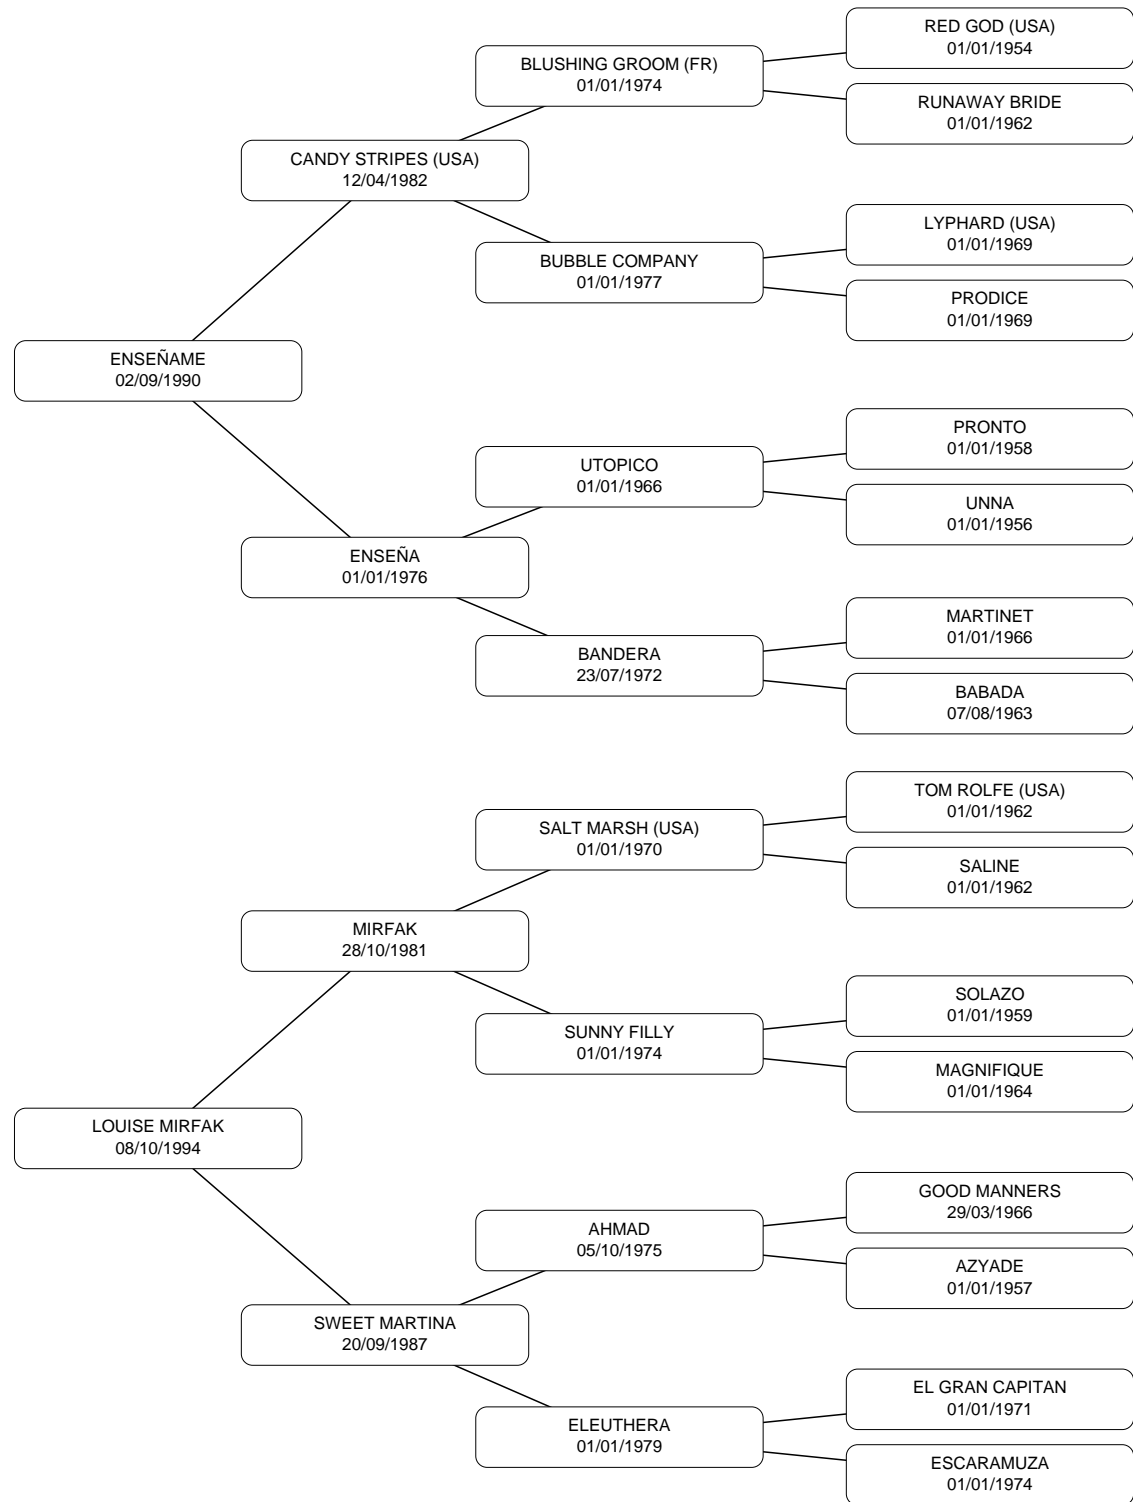 RED GOD (USA)
01/01/1954
BLUSHING GROOM (FR)
01/01/1974
RUNAWAY BRIDE
01/01/1962
CANDY STRIPES (USA)
12/04/1982
LYPHARD (USA)
01/01/1969
BUBBLE COMPANY
01/01/1977
PRODICE
01/01/1969
ENSEÑAME
02/09/1990
PRONTO
01/01/1958
UTOPICO
01/01/1966
UNNA
01/01/1956
ENSEÑA
01/01/1976
MARTINET
01/01/1966
BANDERA
23/07/1972
BABADA
07/08/1963
TOM ROLFE (USA)
01/01/1962
SALT MARSH (USA)
01/01/1970
SALINE
01/01/1962
MIRFAK
28/10/1981
SOLAZO
01/01/1959
SUNNY FILLY
01/01/1974
MAGNIFIQUE
01/01/1964
LOUISE MIRFAK
08/10/1994
GOOD MANNERS
29/03/1966
AHMAD
05/10/1975
AZYADE
01/01/1957
SWEET MARTINA
20/09/1987
EL GRAN CAPITAN
01/01/1971
ELEUTHERA
01/01/1979
ESCARAMUZA
01/01/1974